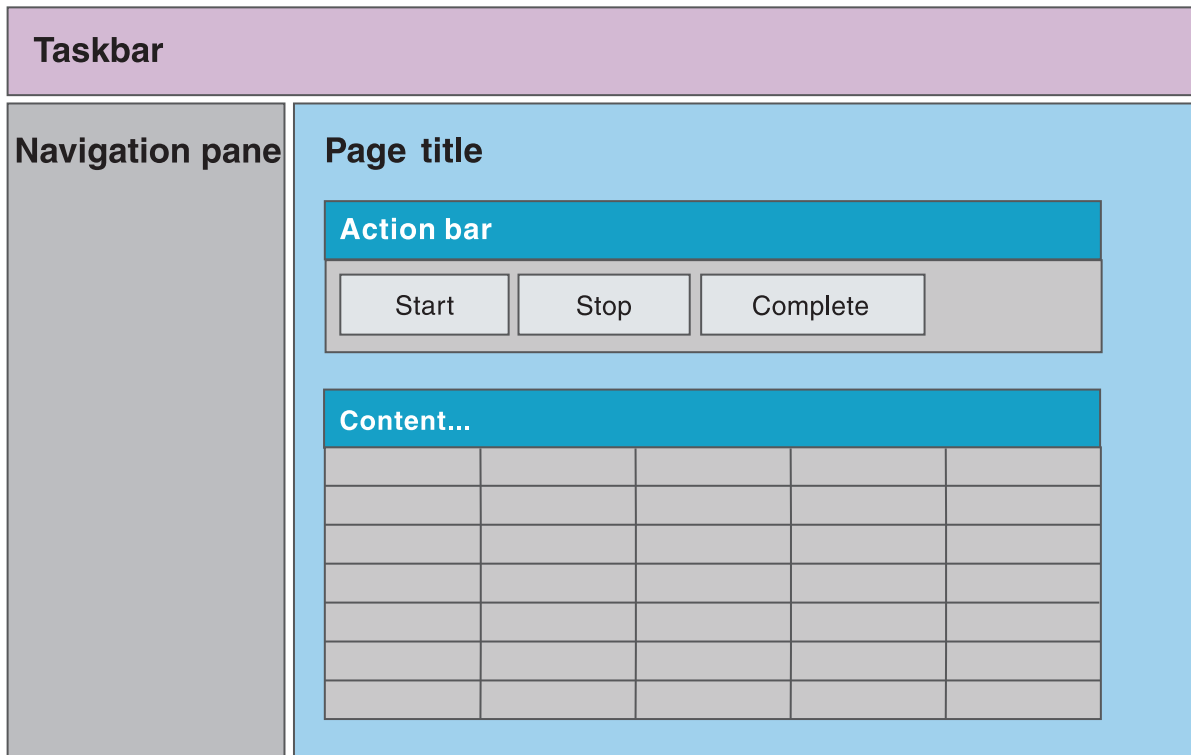 Taskbar
Navigation pane
Page title
Action bar
Start Stop Complete
Content...